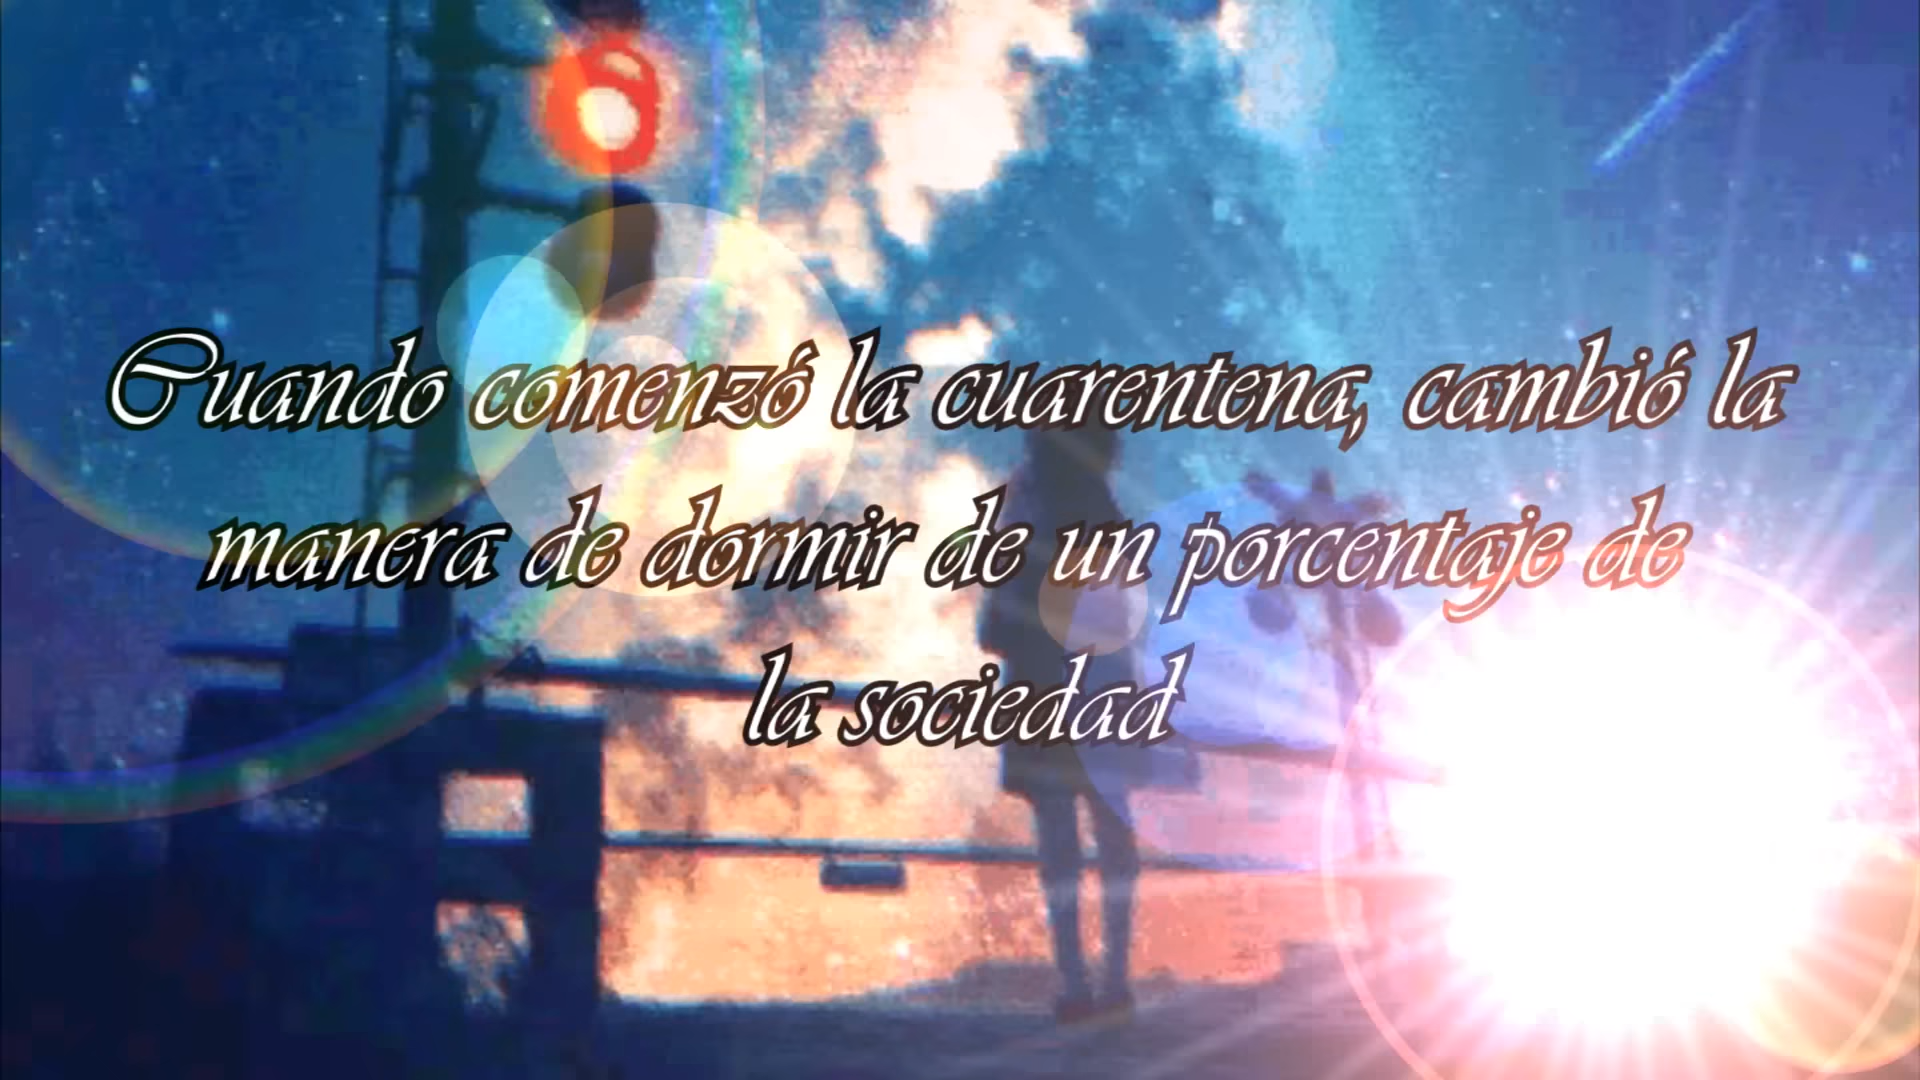 Cuando comenzó la cuarentena, cambió la
manera de dormir de un porcentaje de
la sociedad